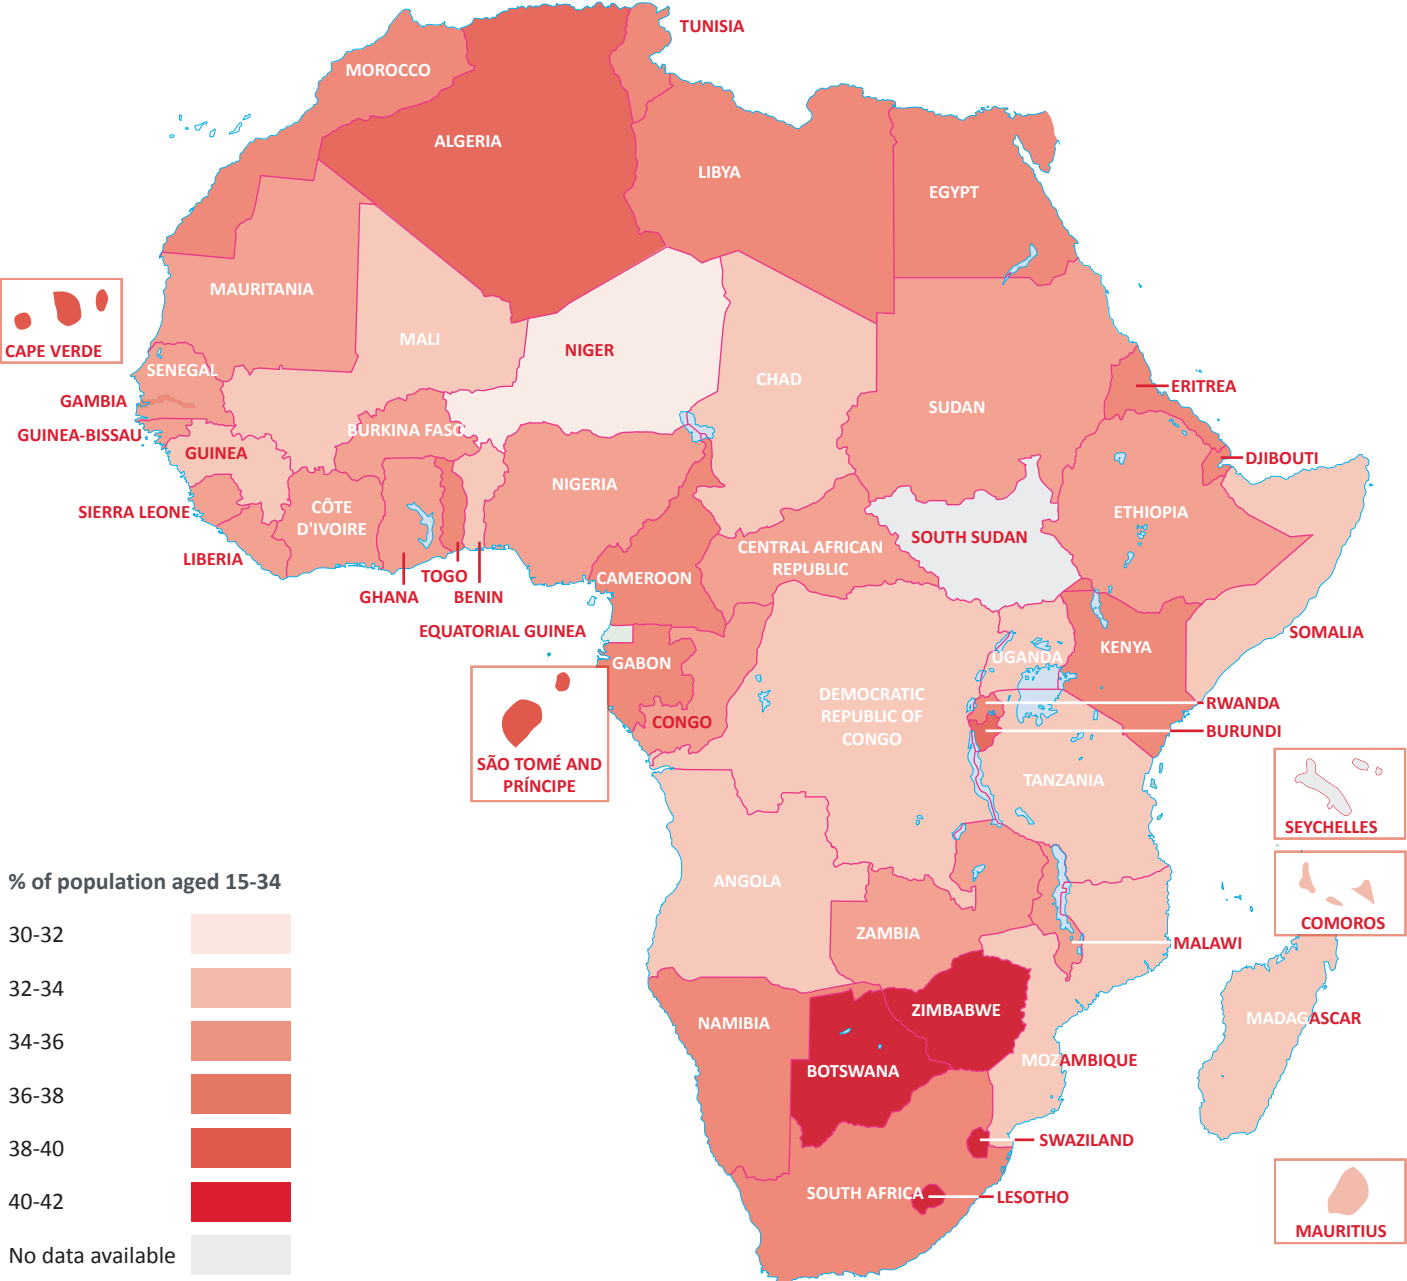 TUNISIA
MOROCCO
ALGERIA
LIBYA
EGYPT
MAURITANIA
MALI
NIGER
CAPE VERDE
SENEGAL
CHAD
ERITREA
GAMBIA
SUDAN
BURKINA FASO
GUINEA-BISSAU
GUINEA
DJIBOUTI
NIGERIA
SIERRA LEONE
CÔTE
D'IVOIRE
ETHIOPIA
SOUTH SUDAN
CENTRAL AFRICAN
REPUBLIC
LIBERIA
TOGO
CAMEROON
GHANA
BENIN
EQUATORIAL GUINEA
SOMALIA
KENYA
UGANDA
GABON
DEMOCRATIC
REPUBLIC OF
CONGO
RWANDA
CONGO
BURUNDI
SÃO TOMÉ AND
PRÍNCIPE
TANZANIA
SEYCHELLES
ANGOLA
COMOROS
ZAMBIA
MALAWI
ZIMBABWE
NAMIBIA
MADAGASCAR
MOZAMBIQUE
BOTSWANA
SWAZILAND
SOUTH AFRICA
LESOTHO
MAURITIUS
% of population aged 15-34
30-32
32-34
34-36
36-38
38-40
40-42
No data available